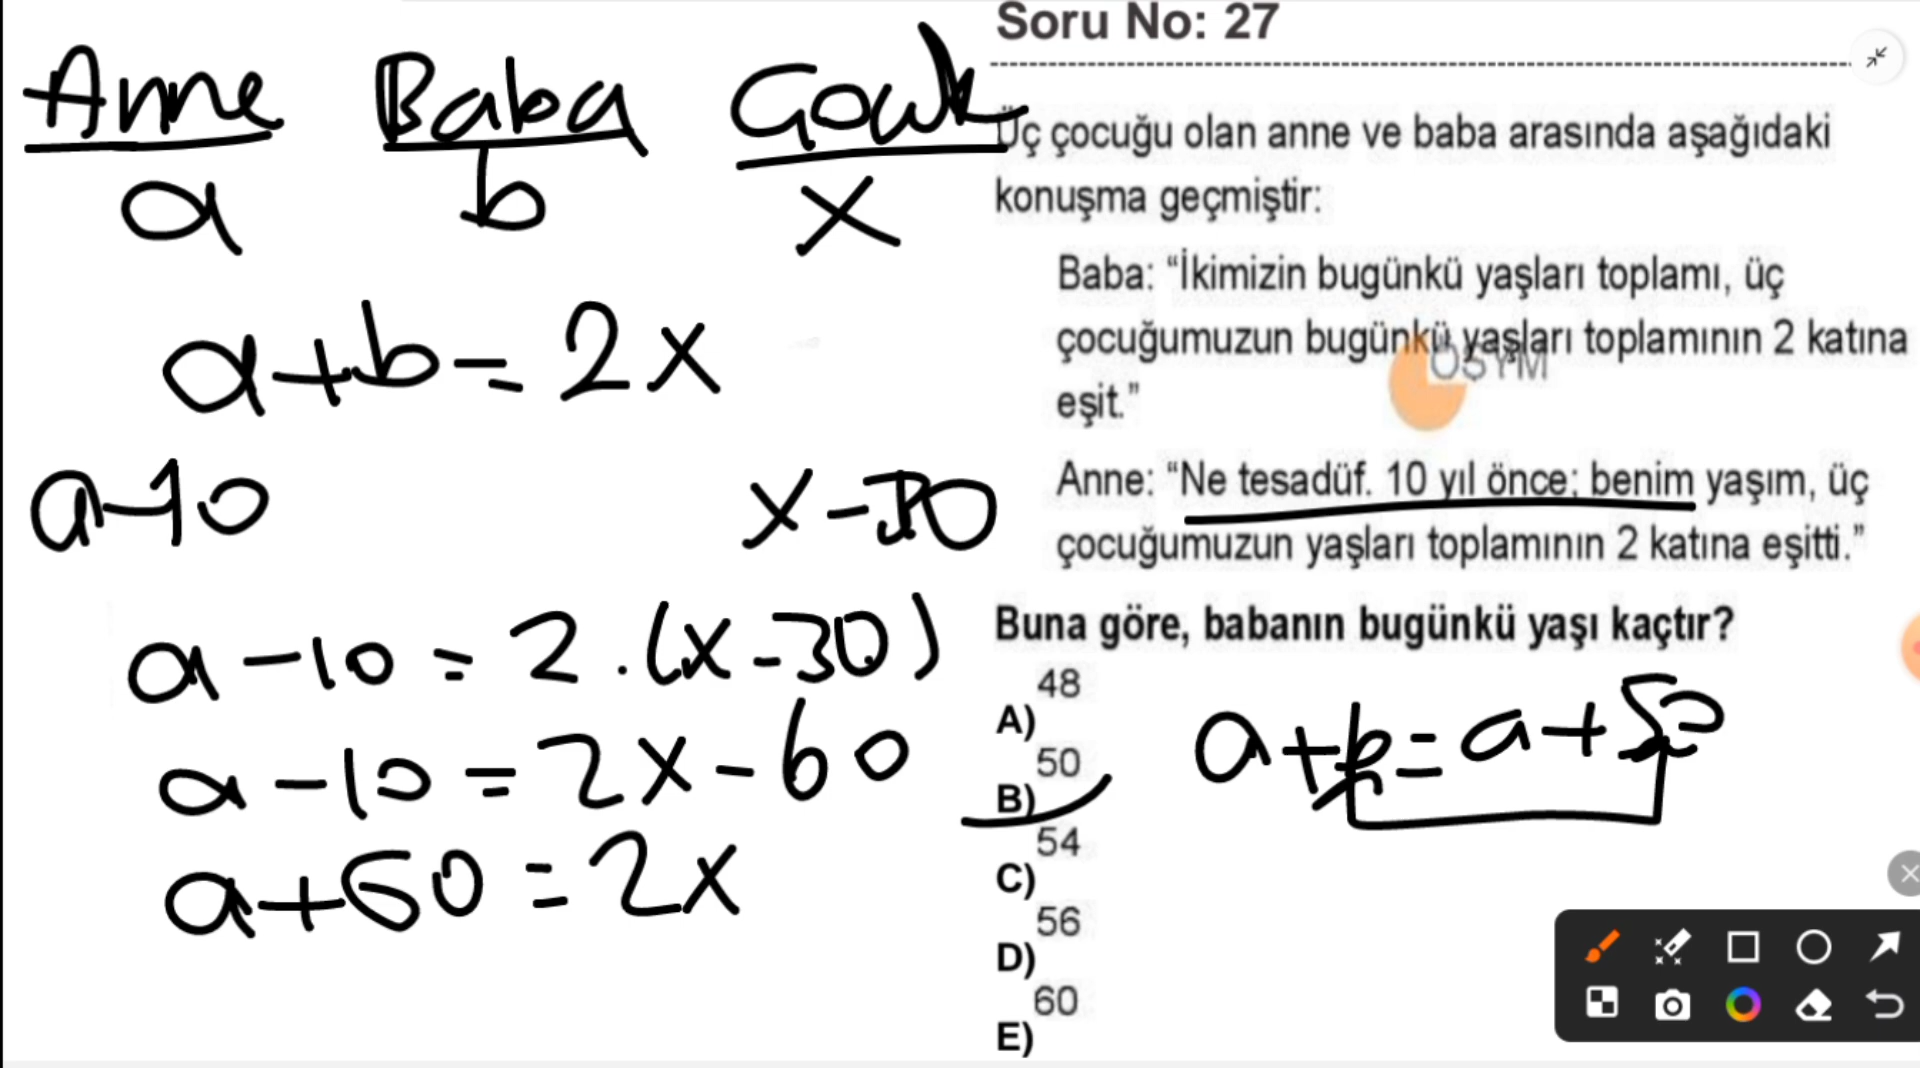 Soru No: 27
Üç çocuğu olan anne ve baba arasında aşağıdaki
konuşma geçmiştir:
Baba: “İkimizin bugünkü yaşları toplamı, üç
çocuğumuzun bugünkü yaşları toplamının 2 katına
eşit.”
ÖSYM
Anne: “Ne tesadüf. 10 yıl önce; benim yaşım, üç
çocuğumuzun yaşları toplamının 2 katına eşitti.”
Buna göre, babanın bugünkü yaşı kaçtır?
A) 48
B) 50
C) 54
D) 56
E) 60
Anne Baba Çocuk
a b x
a+b=2x
a-10 x-30
a-10=2.(x-30)
a-10=2x-60
a+50=2x
a+b=a+50